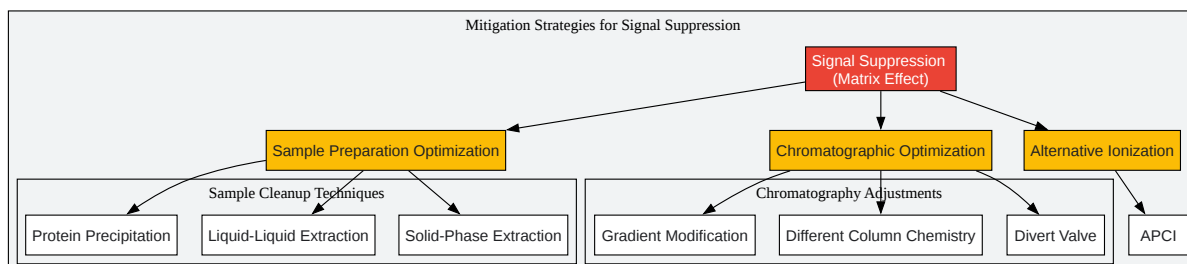 Mitigation Strategies for Signal Suppression
Signal Suppression
(Matrix Effect)
Sample Preparation Optimization
Chromatographic Optimization
Alternative Ionization
Sample Cleanup Techniques
Chromatography Adjustments
Protein Precipitation
Liquid-Liquid Extraction
Solid-Phase Extraction
Gradient Modification
Different Column Chemistry
Divert Valve
APCI